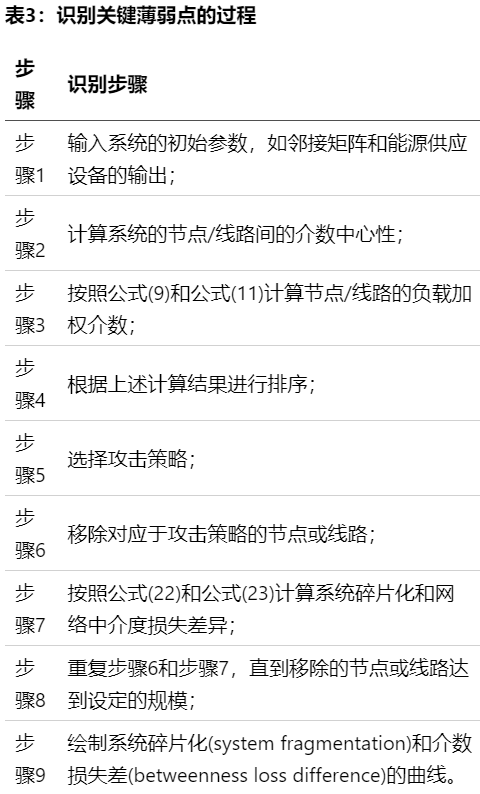 表3：识别关键薄弱点的过程
步
骤
识别步骤
步
骤1
输入系统的初始参数，如邻接矩阵和能源供应
设备的输出；
步
骤2
计算系统的节点/线路间的介数中心性；
步
骤3
按照公式(9)和公式(11)计算节点/线路的负载加
权介数；
步
骤4
根据上述计算结果进行排序；
步
骤5
选择攻击策略；
步
骤6
移除对应于攻击策略的节点或线路；
步
骤7
按照公式(22)和公式(23)计算系统碎片化和网
络中介度损失差异；
步
骤8
重复步骤6和步骤7，直到移除的节点或线路达
到设定的规模；
步
骤9
绘制系统碎片化(system fragmentation)和介数
损失差(betweenness loss difference)的曲线。